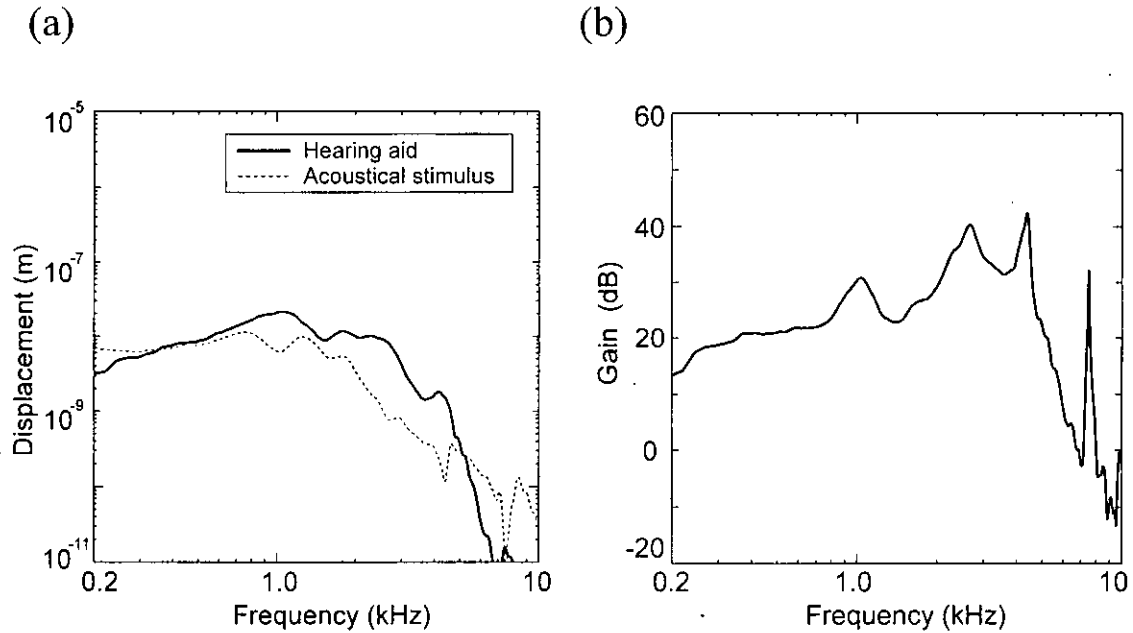 (a)
10-5
Hearing aid
Acoustical stimulus
10-7
10-9
10-11
Displacement (m)
0.2
1.0
10
Frequency (kHz)
(b)
60
40
20
0
-20
Gain (dB)
0.2
1.0
10
Frequency (kHz)